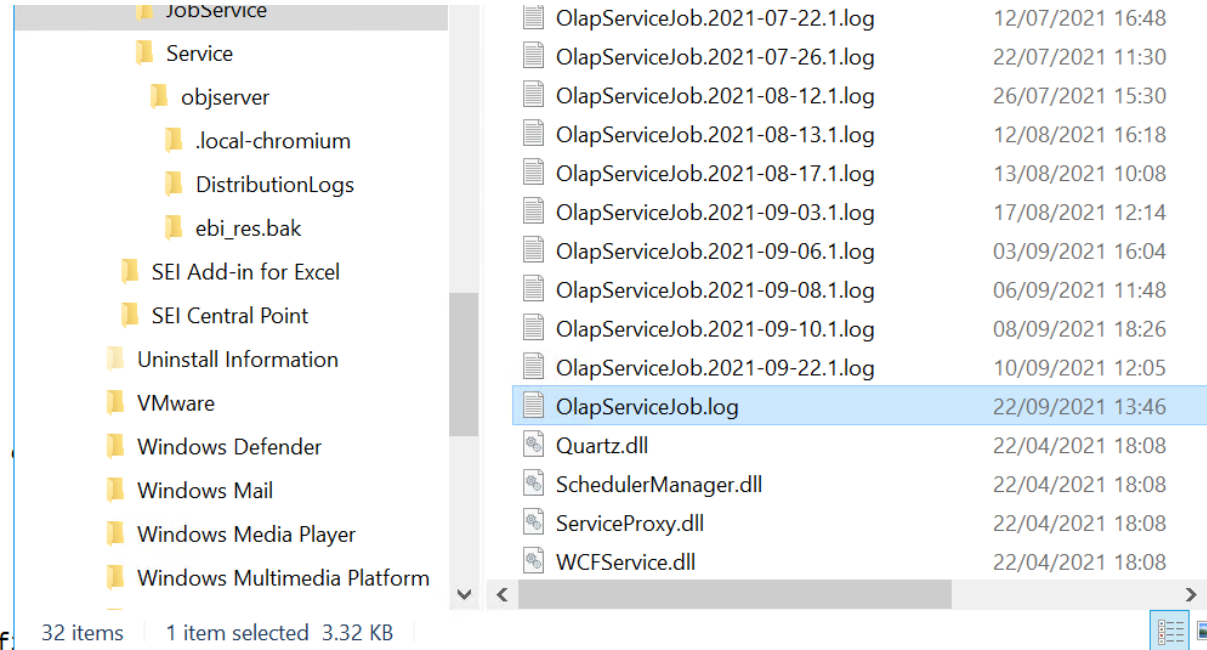 JobService
Service
objserver
.local-chromium
DistributionLogs
ebi_res.bak
SEI Add-in for Excel
SEI Central Point
Uninstall Information
VMware
Windows Defender
Windows Mail
Windows Media Player
Windows Multimedia Platform
OlapServiceJob.2021-07-22.1.log 12/07/2021 16:48
OlapServiceJob.2021-07-26.1.log 22/07/2021 11:30
OlapServiceJob.2021-08-12.1.log 26/07/2021 15:30
OlapServiceJob.2021-08-13.1.log 12/08/2021 16:18
OlapServiceJob.2021-08-17.1.log 13/08/2021 10:08
OlapServiceJob.2021-09-03.1.log 17/08/2021 12:14
OlapServiceJob.2021-09-06.1.log 03/09/2021 16:04
OlapServiceJob.2021-09-08.1.log 06/09/2021 11:48
OlapServiceJob.2021-09-10.1.log 08/09/2021 18:26
OlapServiceJob.2021-09-22.1.log 10/09/2021 12:05
OlapServiceJob.log 22/09/2021 13:46
Quartz.dll 22/04/2021 18:08
SchedulerManager.dll 22/04/2021 18:08
ServiceProxy.dll 22/04/2021 18:08
WCFService.dll 22/04/2021 18:08
32 items 1 item selected 3.32 KB